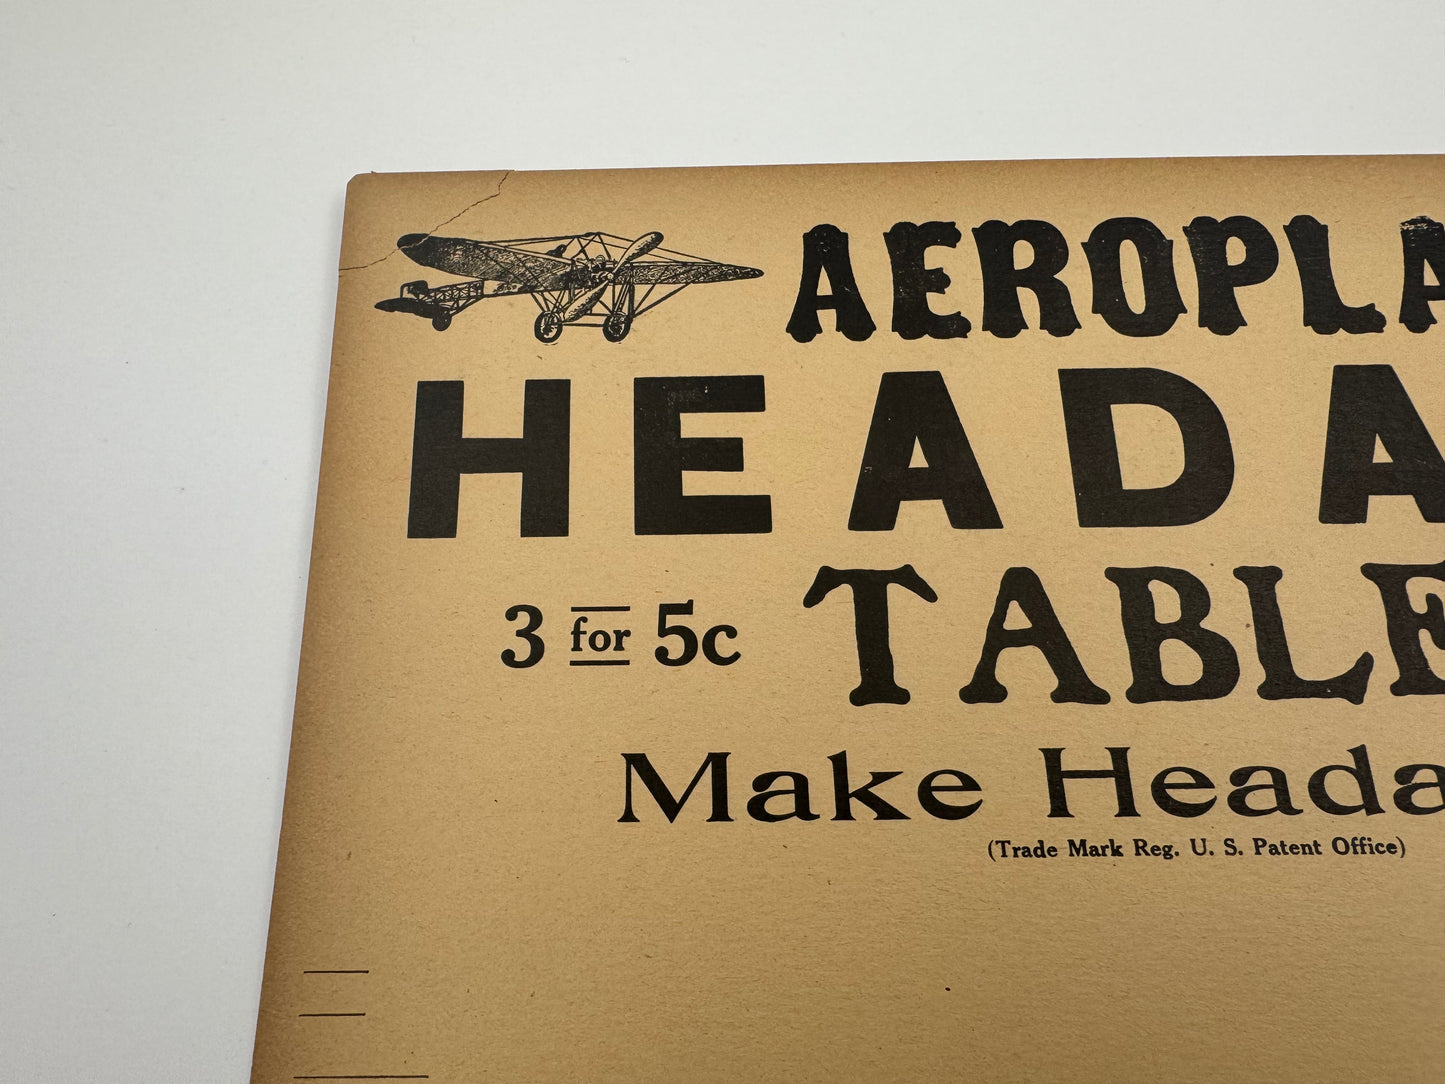 AEROPLA
HEADA
3 for 5c TABLE
Make Heada
(Trade Mark Reg. U. S. Patent Office)